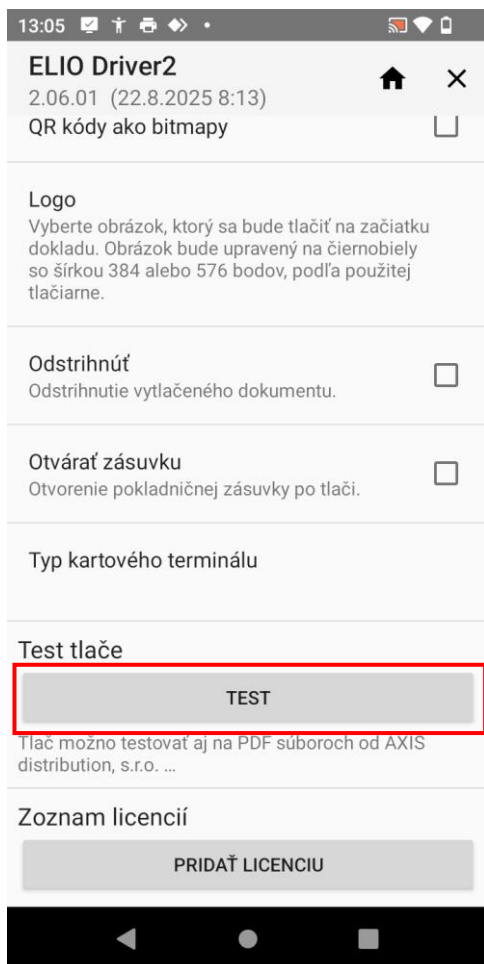 13:05
ELIO Driver2
2.06.01 (22.8.2025 8:13)
QR kódy ako bitmapy
Logo
Vyberte obrázok, ktorý sa bude tlačiť na začiatku
dokladu. Obrázok bude upravený na čiernobiely
so šírkou 384 alebo 576 bodov, podľa použitej
tlačiarne.
Odstrihnúť
Odstrihnutie vytlačeného dokumentu.
Otvárať zásuvku
Otvorenie pokladničnej zásuvky po tlači.
Typ kartového terminálu
Test tlače
TEST
Tlač možno testovať aj na PDF súboroch od AXIS
distribution, s.r.o. ...
Zoznam licencií
PRIDAŤ LICENCIU